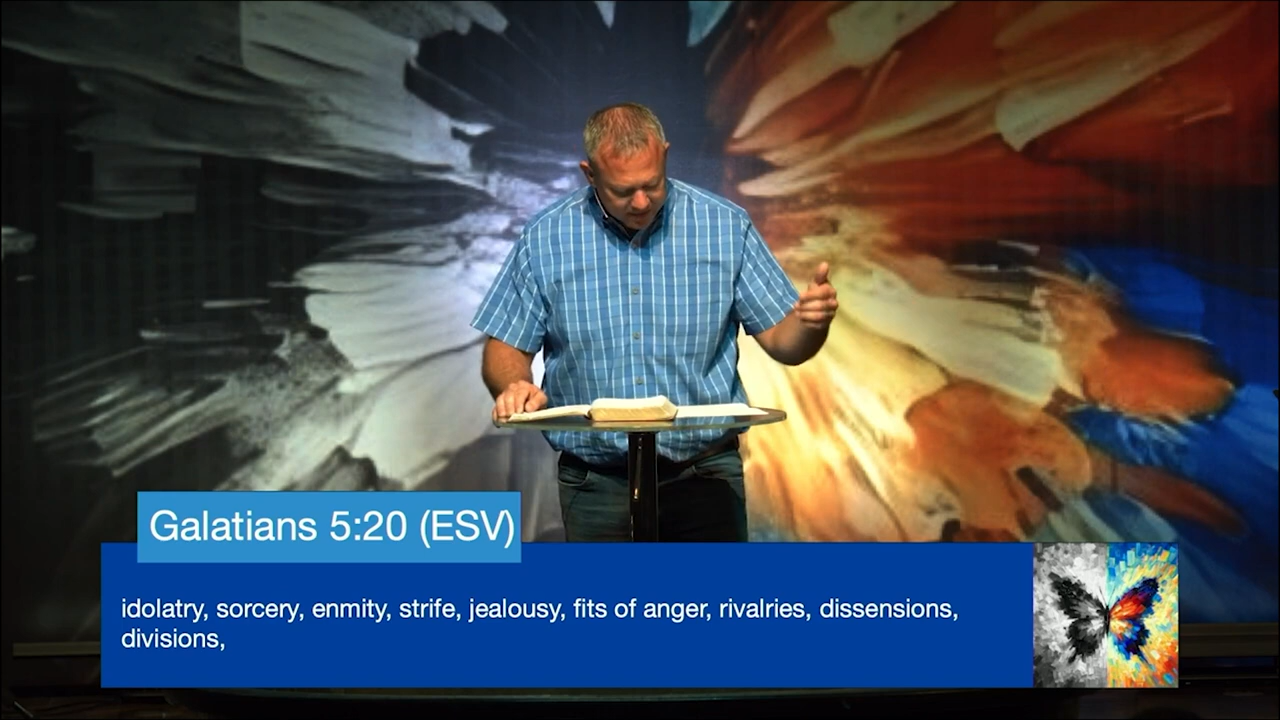 Galatians 5:20 (ESV)
idolatry, sorcery, enmity, strife, jealousy, fits of anger, rivalries, dissensions,
divisions,